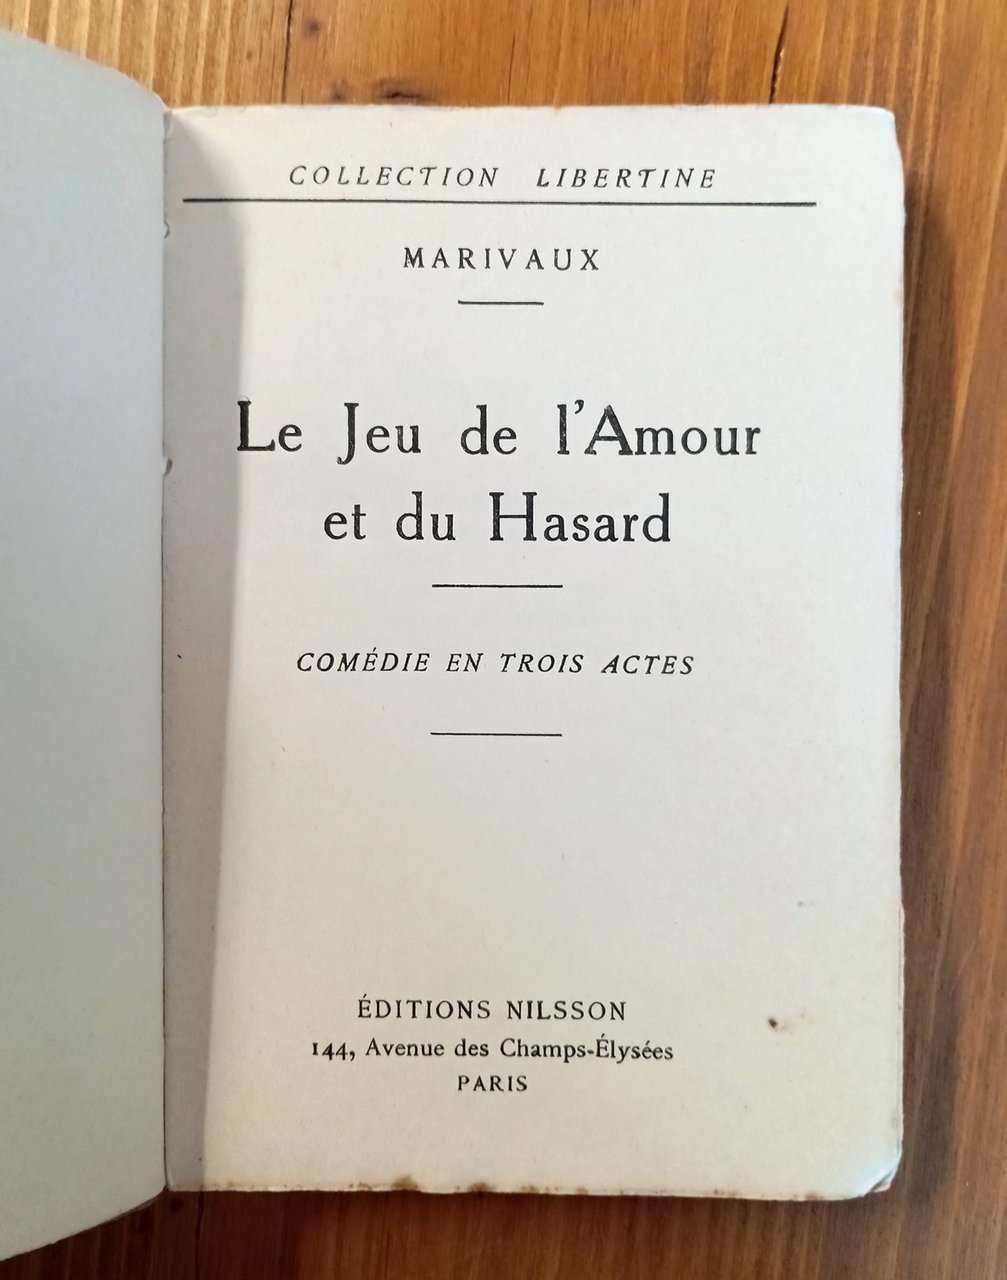 COLLECTION LIBERTINE
MARIVAUX
Le Jeu de l'Amour
et du Hasard
COMÉDIE EN TROIS ACTES
ÉDITIONS NILSSON
144, Avenue des Champs-Élysées
PARIS